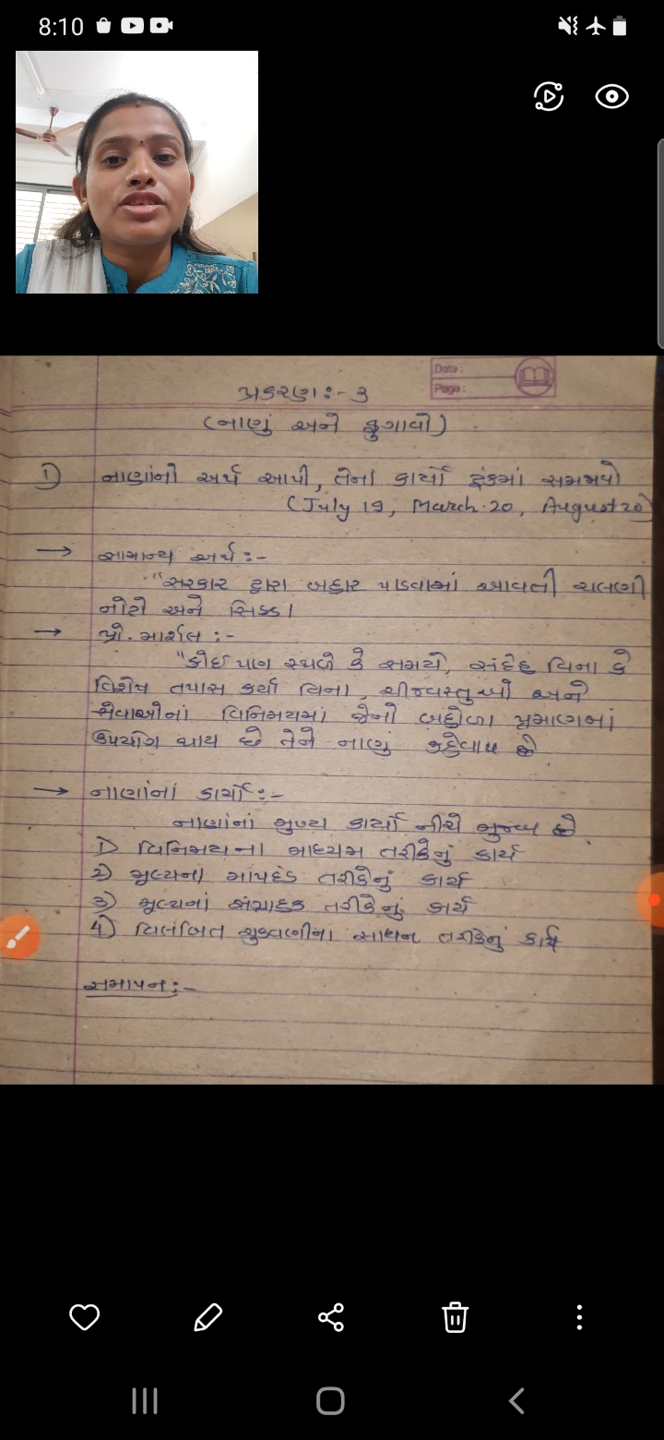 8:10
Date :
Page :
પ્રકરણ:- ૩
(નાણું અને ફુગાવો)
1) નાણાંનો અર્થ આપી, તેનાં કાર્યો ટૂંકમાં સમજાવો
(July 19, March.20, August 20)
→ સામાન્ય અર્થ :-
"સરકાર દ્વારા બહાર પાડવામાં આવતી ચલણી
નોટો અને સિક્કા
→ પ્રો. માર્શલ :-
"કોઈ પણ સ્થળે કે સમયે, સંદેહ વિના કે
વિશેષ તપાસ કર્યા વિના, ચીજવસ્તુઓ અને
સેવાઓનાં વિનિમયમાં જેનો બહોળા પ્રમાણમાં
ઉપયોગ થાય છે તેને નાણું કહેવાય છે
→ નાણાંનાં કાર્યો :-
નાણાંનાં મુખ્ય કાર્યો નીચે મુજબ છે.
1) વિનિમયના માધ્યમ તરીકેનું કાર્ય
2) મૂલ્યના માપદંડ તરીકેનું કાર્ય
3) મૂલ્યનાં સંગ્રાહક તરીકેનું કાર્ય
4) વિલંબિત ચુકવણીના સાધન તરીકેનું કાર્ય
સમાપન :-